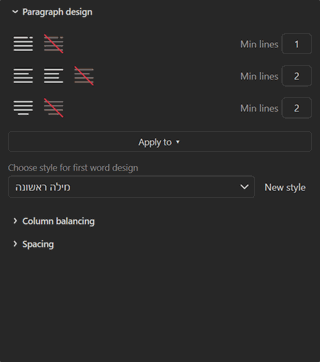 Paragraph design
Min lines 1
Min lines 2
Min lines 2
Apply to
Choose style for first word design
מילה ראשונה New style
Column balancing
Spacing